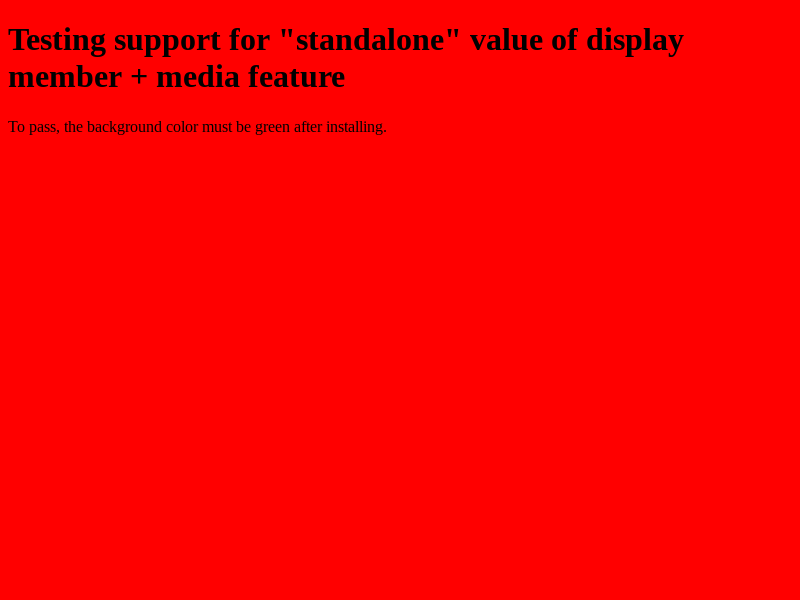 Testing support for "standalone" value of display
member + media feature
To pass, the background color must be green after installing.